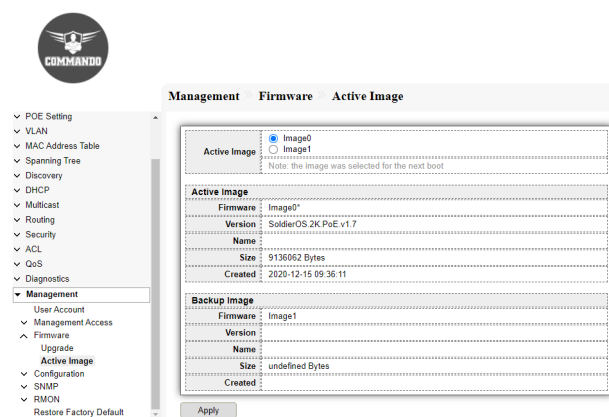 COMMANDO
Management » Firmware » Active Image
POE Setting
VLAN
MAC Address Table
Spanning Tree
Discovery
DHCP
Multicast
Routing
Security
ACL
QoS
Diagnostics
Management
User Account
Management Access
Firmware
Upgrade
Active Image
Configuration
SNMP
RMON
Restore Factory Default
Active Image
Image0
Image1
Note: the image was selected for the next boot
Active Image
Firmware Image0*
Version SoldierOS.2K.PoE.v1.7
Name
Size 9136062 Bytes
Created 2020-12-15 09:36:11
Backup Image
Firmware Image1
Version
Name
Size undefined Bytes
Created
Apply